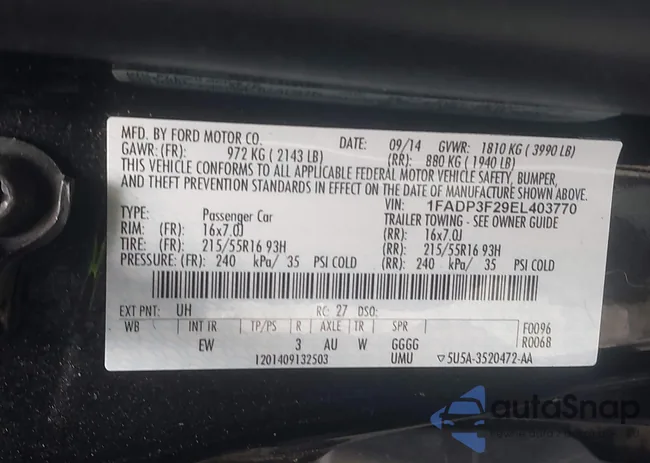 MFD. BY FORD MOTOR CO.
DATE: 09/14 GVWR: 1810 KG ( 3990 LB)
GAWR: (FR): 972 KG ( 2143 LB) (RR): 880 KG ( 1940 LB)
THIS VEHICLE CONFORMS TO ALL APPLICABLE FEDERAL MOTOR VEHICLE SAFETY, BUMPER,
AND THEFT PREVENTION STANDARDS IN EFFECT ON THE DATE OF MANUFACTURE SHOWN ABOVE.
VIN: 1FADP3F29EL403770
TYPE: Passenger Car TRAILER TOWING - SEE OWNER GUIDE
RIM: (FR): 16x7.0J (RR): 16x7.0J
TIRE: (FR): 215/55R16 93H (RR): 215/55R16 93H
PRESSURE: (FR): 240 kPa/ 35 PSI COLD (RR): 240 kPa/ 35 PSI COLD
EXT PNT: UH RC: 27 DSO:
WB INT TR TP/PS R AXLE TR SPR F0096
EW 3 AU W GGGG R0068
1201409132503 UMU 5U5A-3520472-AA
autoSnap